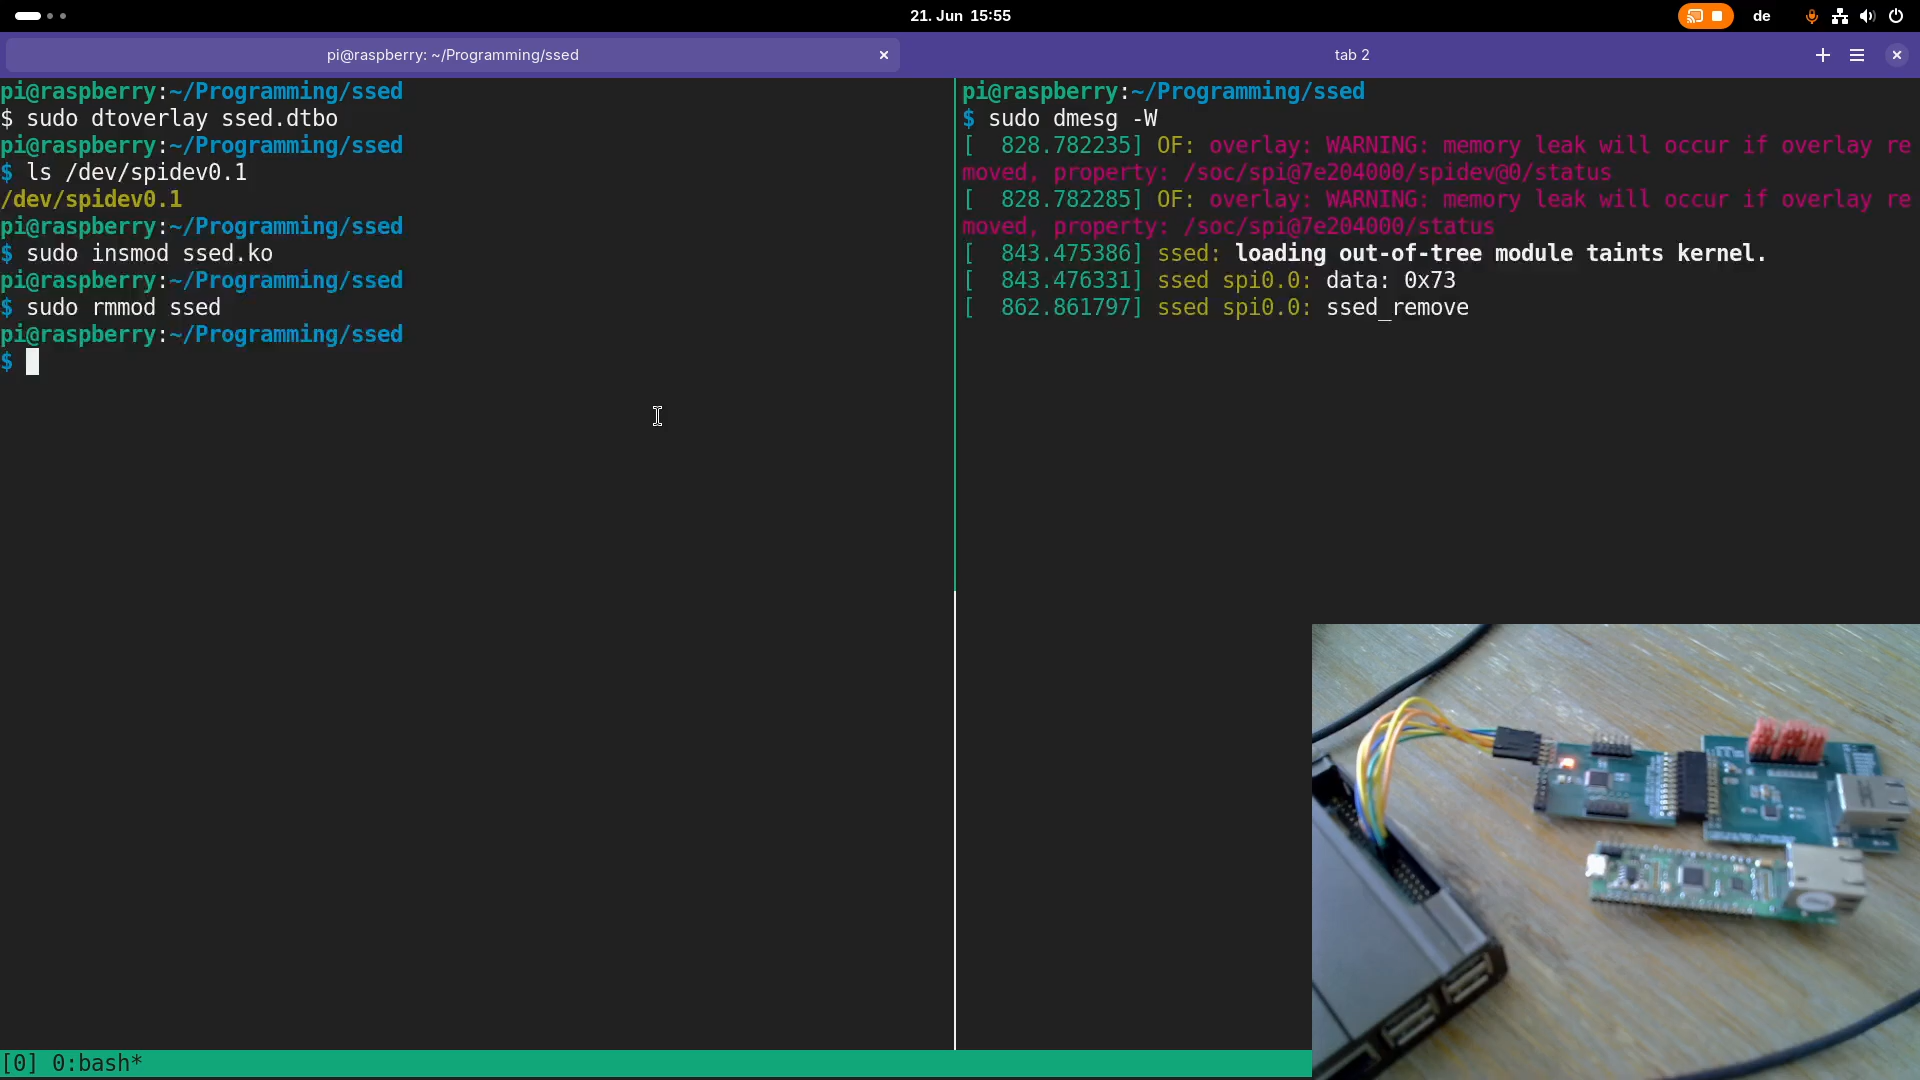 21. Jun 15:55
de
pi@raspberry: ~/Programming/ssed
tab 2
pi@raspberry:~/Programming/ssed
$ sudo dtoverlay ssed.dtbo
pi@raspberry:~/Programming/ssed
$ ls /dev/spidev0.1
/dev/spidev0.1
pi@raspberry:~/Programming/ssed
$ sudo insmod ssed.ko
pi@raspberry:~/Programming/ssed
$ sudo rmmod ssed
pi@raspberry:~/Programming/ssed
$
pi@raspberry:~/Programming/ssed
$ sudo dmesg -W
[  828.782235] OF: overlay: WARNING: memory leak will occur if overlay re
moved, property: /soc/spi@7e204000/spidev@0/status
[  828.782285] OF: overlay: WARNING: memory leak will occur if overlay re
moved, property: /soc/spi@7e204000/status
[  843.475386] ssed: loading out-of-tree module taints kernel.
[  843.476331] ssed spi0.0: data: 0x73
[  862.861797] ssed spi0.0: ssed_remove
[0] 0:bash*